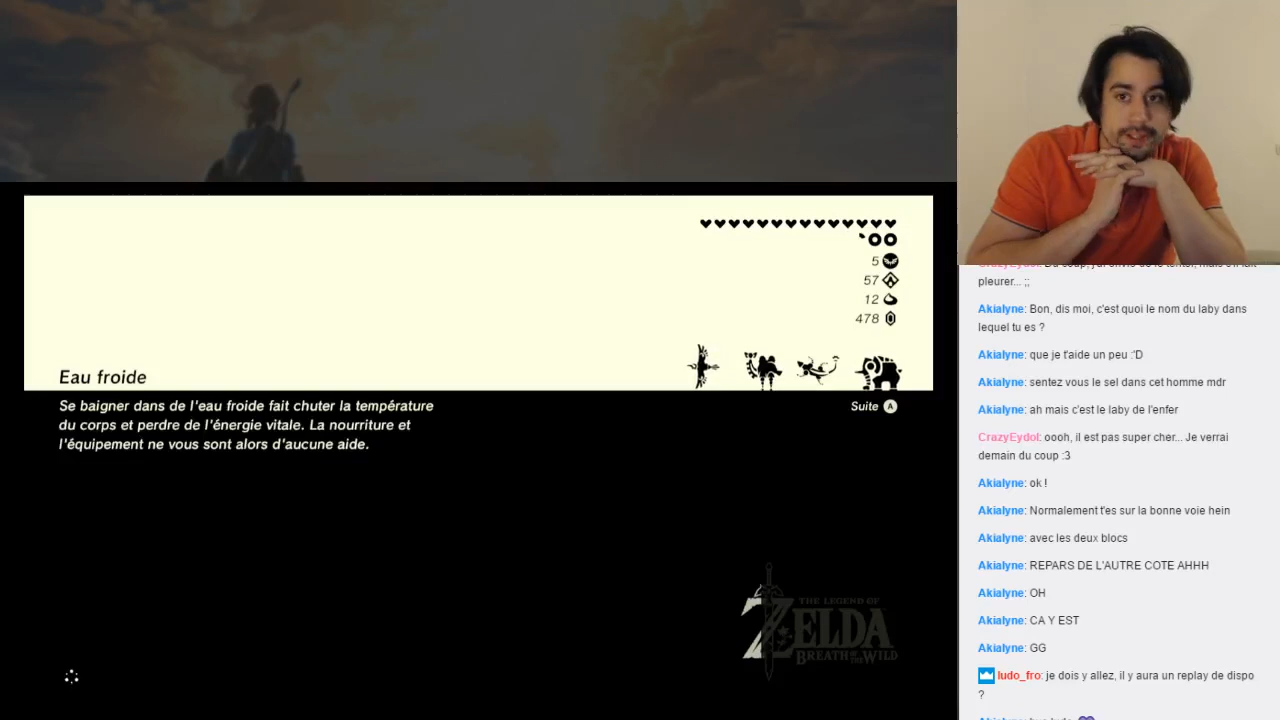 5
57
12
478
Eau froide
Se baigner dans de l'eau froide fait chuter la température
du corps et perdre de l'énergie vitale. La nourriture et
l'équipement ne vous sont alors d'aucune aide.
Suite A
THE LEGEND OF
ZELDA
BREATH OF THE WILD
pleurer... ;;
Akialyne: Bon, dis moi, c'est quoi le nom du laby dans
lequel tu es ?
Akialyne: que je t'aide un peu :'D
Akialyne: sentez vous le sel dans cet homme mdr
Akialyne: ah mais c'est le laby de l'enfer
CrazyEydol: oooh, il est pas super cher... Je verrai
demain du coup :3
Akialyne: ok !
Akialyne: Normalement t'es sur la bonne voie hein
Akialyne: avec les deux blocs
Akialyne: REPARS DE L'AUTRE COTE AHHH
Akialyne: OH
Akialyne: CA Y EST
Akialyne: GG
ludo_fro: je dois y allez, il y aura un replay de dispo
?